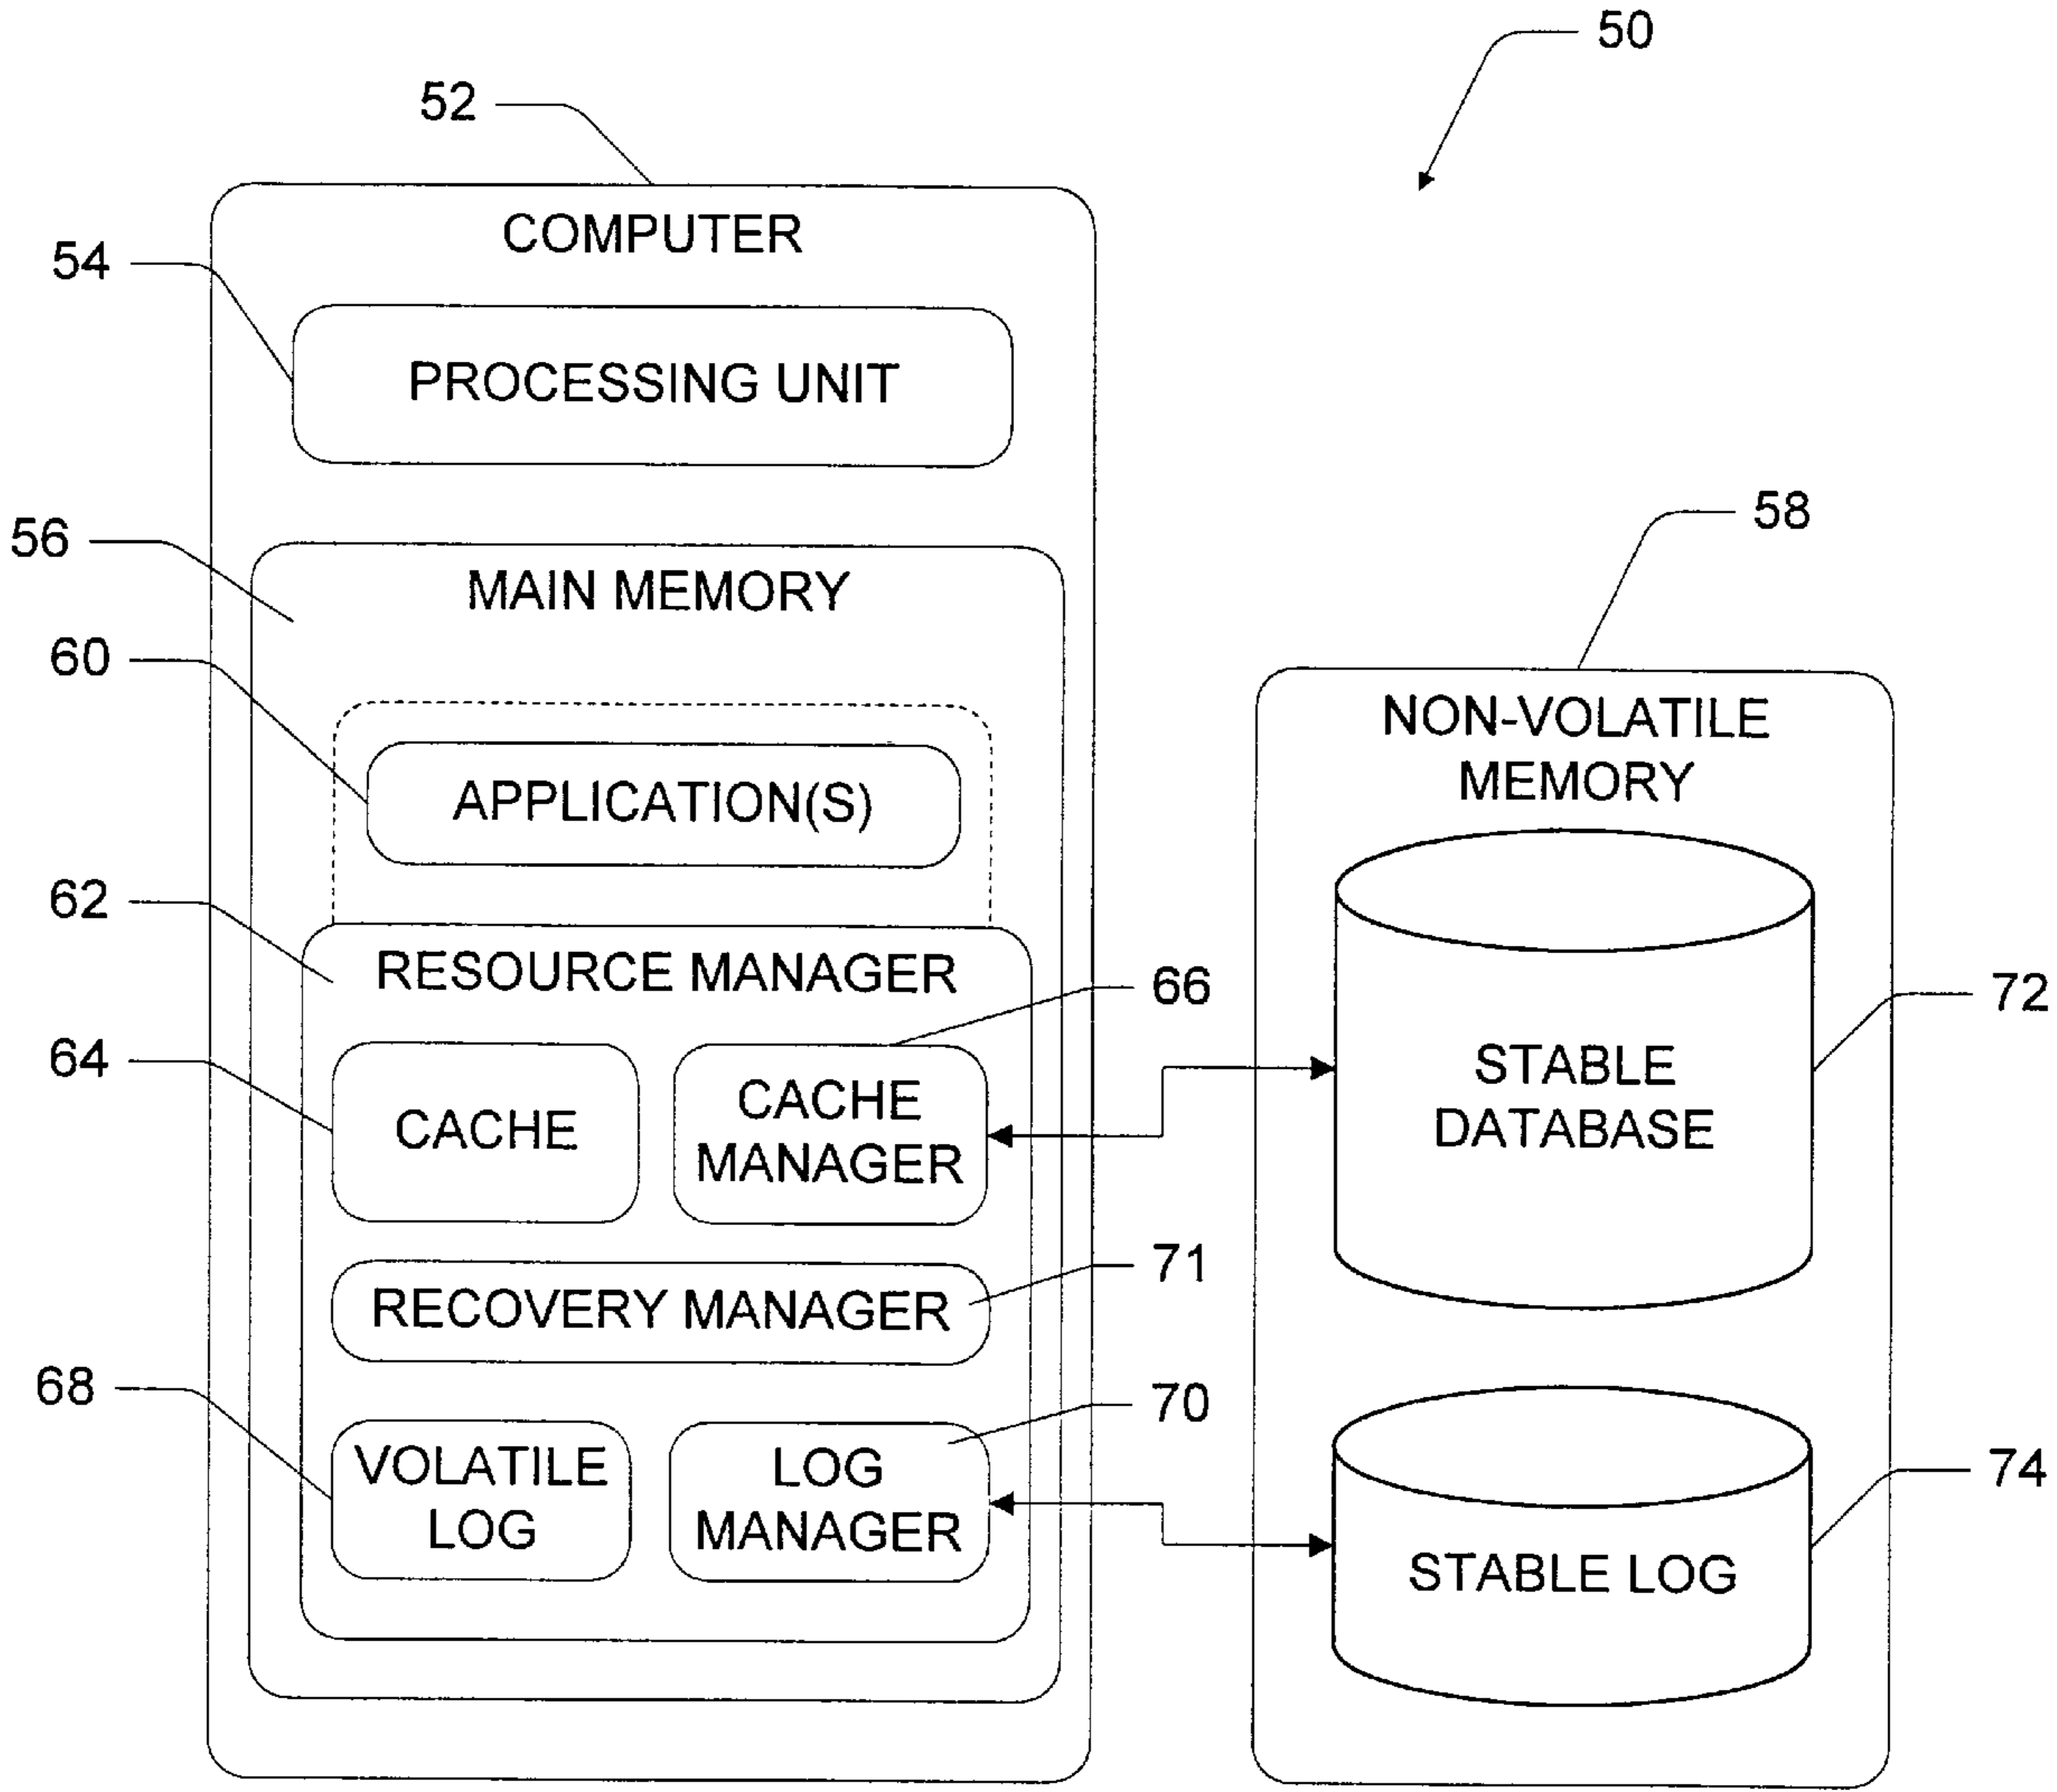 50
52
COMPUTER
54
PROCESSING UNIT
56
MAIN MEMORY
60
APPLICATION(S)
62
RESOURCE MANAGER
64
CACHE
66
CACHE
MANAGER
71
RECOVERY MANAGER
68
VOLATILE
LOG
70
LOG
MANAGER
58
NON-VOLATILE
MEMORY
72
STABLE
DATABASE
74
STABLE LOG